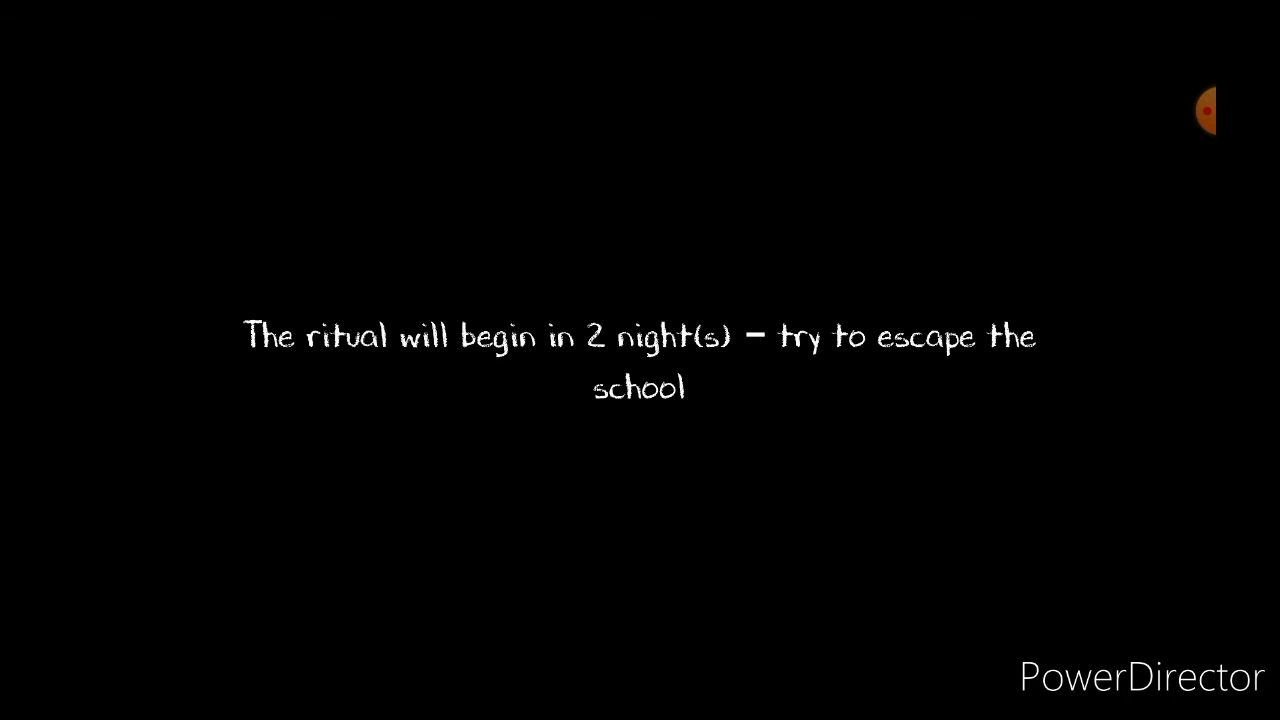 The ritual will begin in 2 night(s) - try to escape the
school
PowerDirector